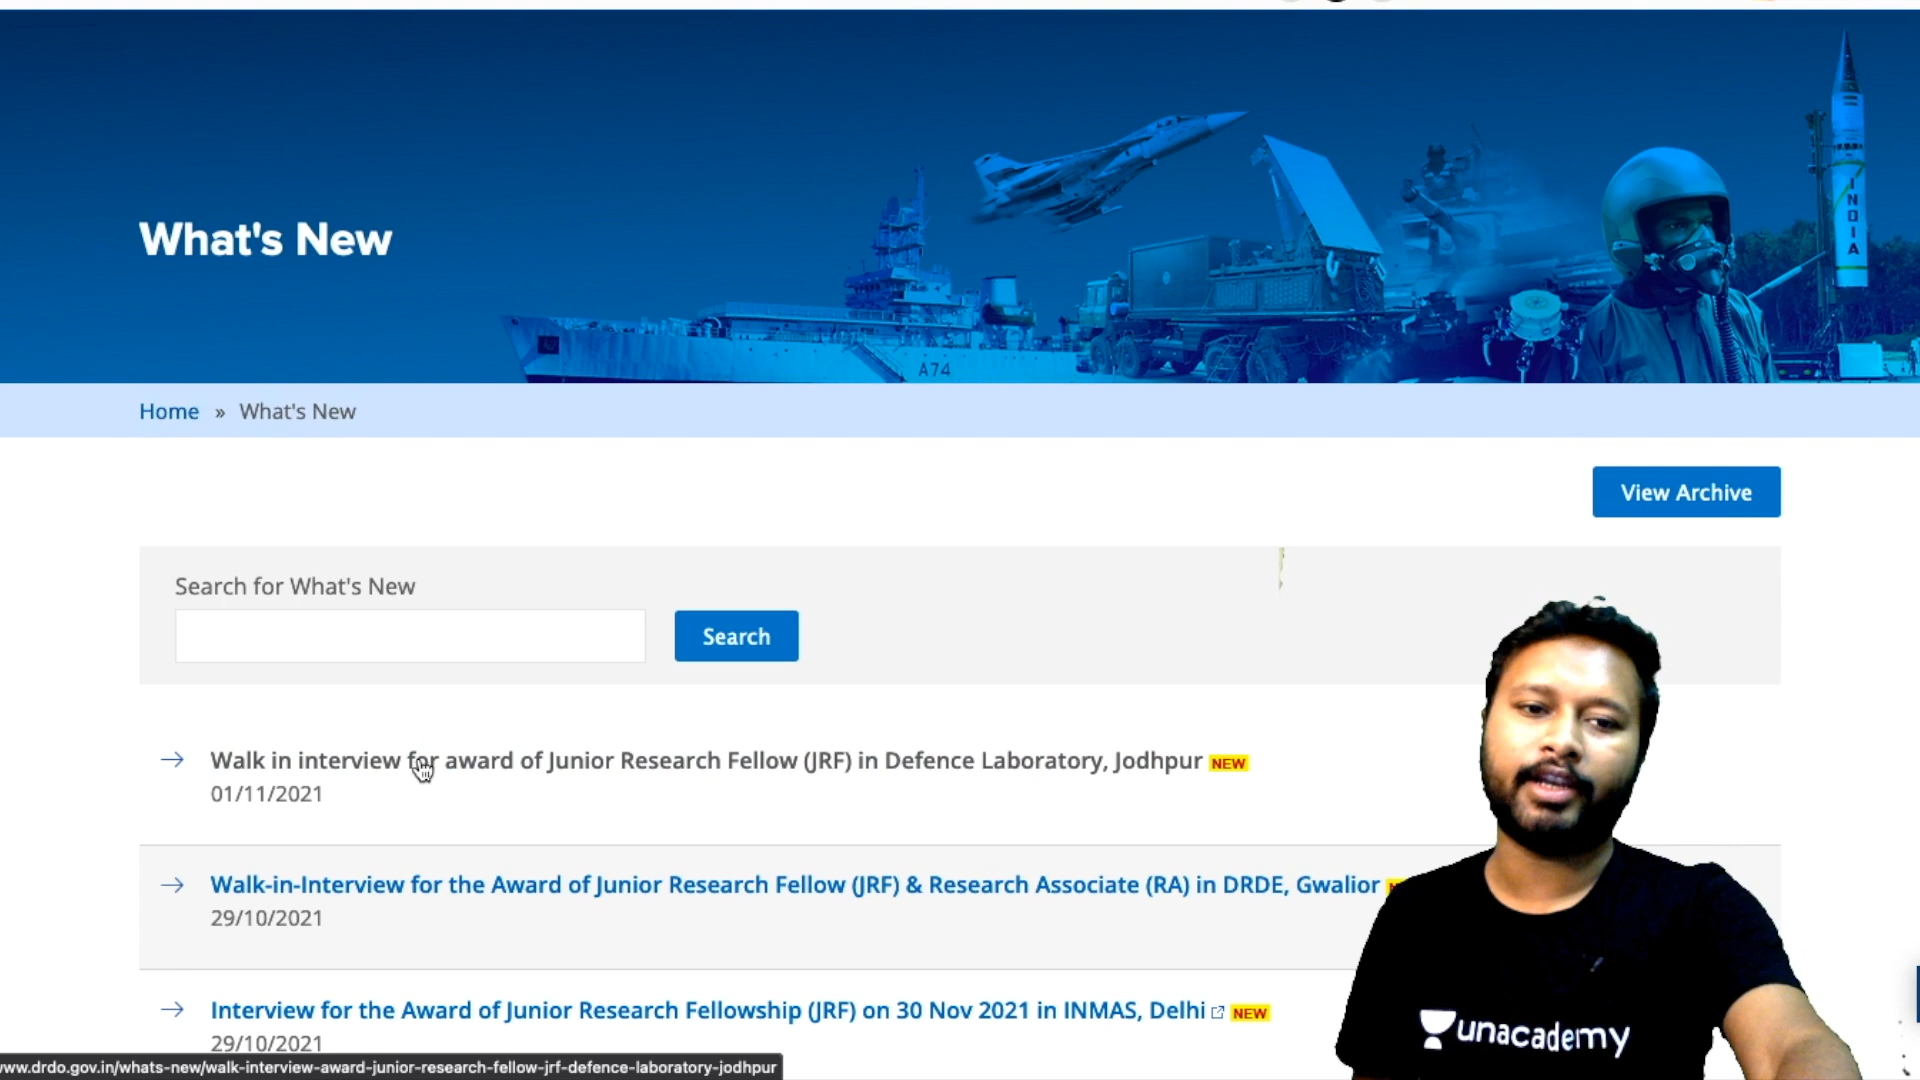 INDIA
What's New
A74
Home » What's New
View Archive
Search for What's New
Search
Walk in interview for award of Junior Research Fellow (JRF) in Defence Laboratory, Jodhpur NEW
01/11/2021
Walk-in-Interview for the Award of Junior Research Fellow (JRF) & Research Associate (RA) in DRDE, Gwalior
29/10/2021
Interview for the Award of Junior Research Fellowship (JRF) on 30 Nov 2021 in INMAS, Delhi NEW
29/10/2021
unacademy
www.drdo.gov.in/whats-new/walk-interview-award-junior-research-fellow-jrf-defence-laboratory-jodhpur